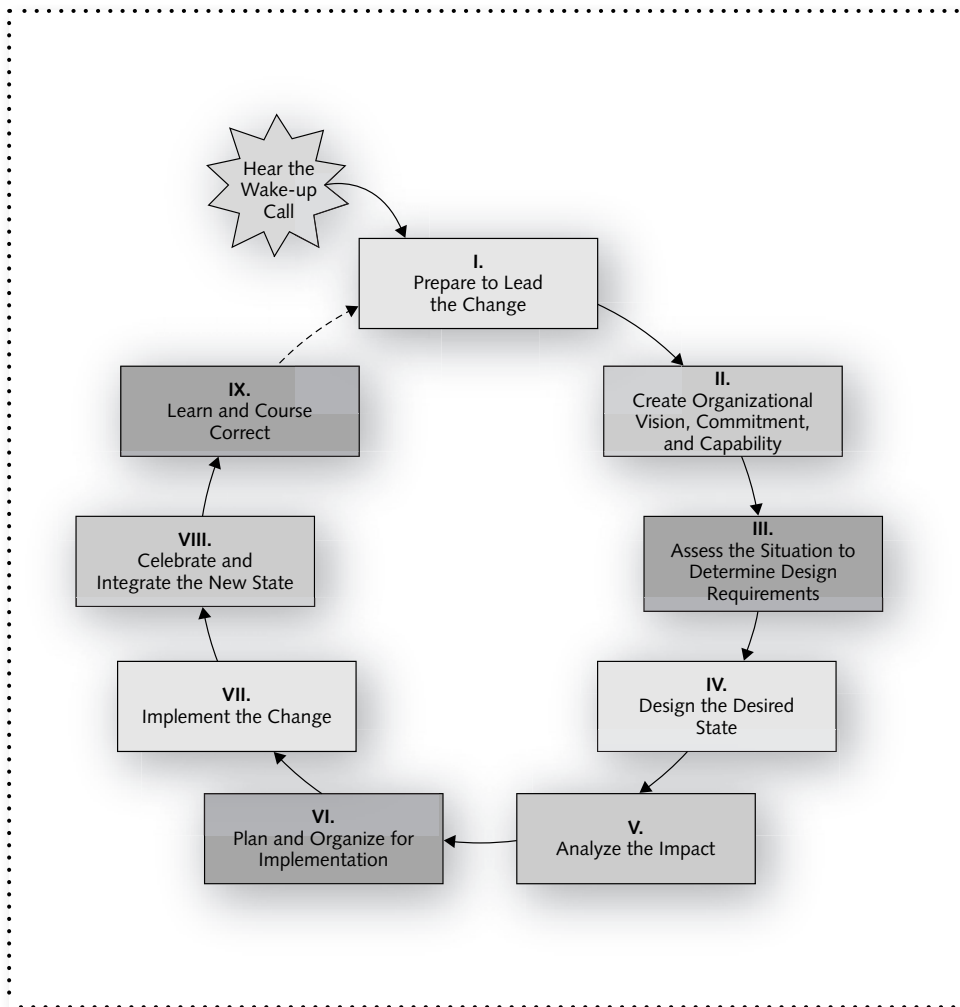 Hear the
Wake-up
Call
I.
Prepare to Lead
the Change
II.
Create Organizational
Vision, Commitment,
and Capability
III.
Assess the Situation to
Determine Design
Requirements
IV.
Design the Desired
State
V.
Analyze the Impact
VI.
Plan and Organize for
Implementation
VII.
Implement the Change
VIII.
Celebrate and
Integrate the New State
IX.
Learn and Course
Correct